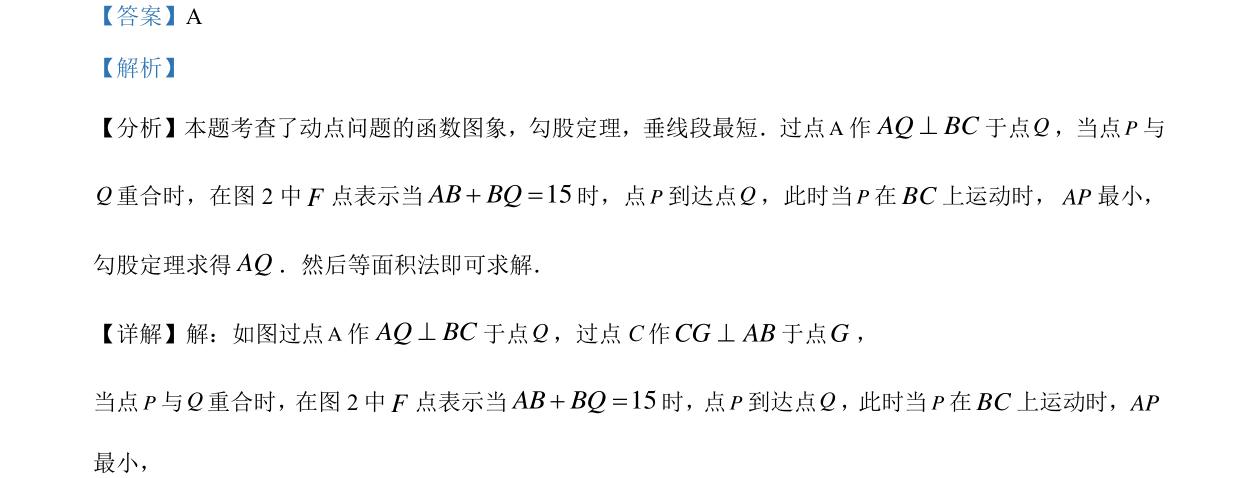 【答案】A
【解析】
【分析】本题考查了动点问题的函数图象，勾股定理，垂线段最短．过点A作AQ⊥BC于点Q，当点P与
Q重合时，在图2中F点表示当AB+BQ=15时，点P到达点Q，此时当P在BC上运动时，AP最小，
勾股定理求得AQ．然后等面积法即可求解．
【详解】解：如图过点A作AQ⊥BC于点Q，过点C作CG⊥AB于点G，
当点P与Q重合时，在图2中F点表示当AB+BQ=15时，点P到达点Q，此时当P在BC上运动时，AP
最小，